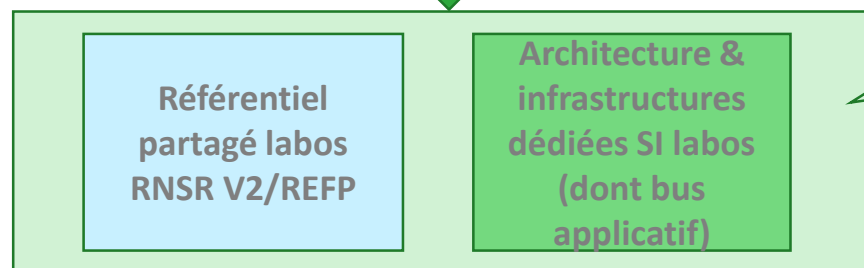 Référentiel
partagé labos
RNSR V2/REFP
Architecture &
infrastructures
dédiées SI labos
(dont bus
applicatif)